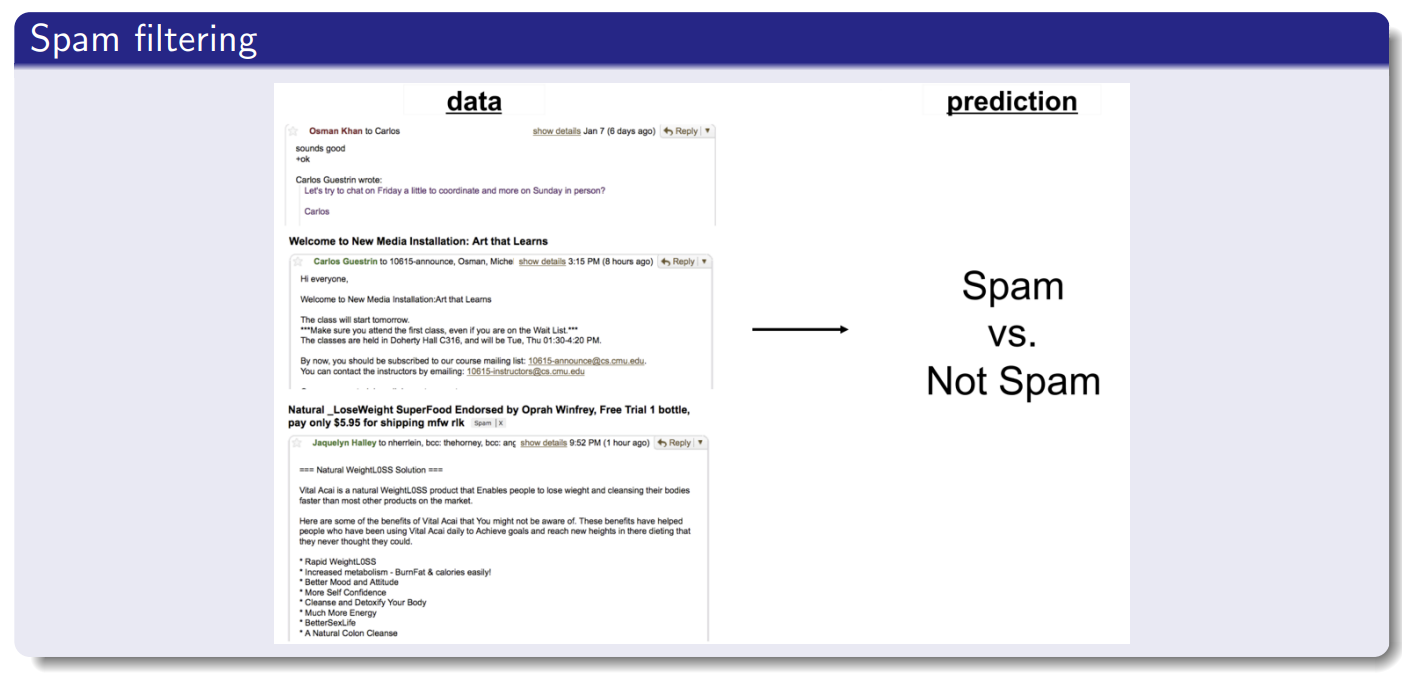 Spam filtering
data
prediction
Osman Khan to Carlos show details Jan 7 (6 days ago) Reply
sounds good
+ok
Carlos Guestrin wrote:
Let's try to chat on Friday a little to coordinate and more on Sunday in person?
Carlos
Welcome to New Media Installation: Art that Learns
Carlos Guestrin to 10615-announce, Osman, Miche show details 3:15 PM (8 hours ago) Reply
Hi everyone,
Welcome to New Media Installation:Art that Learns
The class will start tomorrow.
***Make sure you attend the first class, even if you are on the Wait List.***
The classes are held in Doherty Hall C316, and will be Tue, Thu 01:30-4:20 PM.
By now, you should be subscribed to our course mailing list: 10615-announce@cs.cmu.edu.
You can contact the instructors by emailing: 10615-instructors@cs.cmu.edu
Natural _LoseWeight SuperFood Endorsed by Oprah Winfrey, Free Trial 1 bottle,
pay only $5.95 for shipping mfw rlk Spam | X
Jaquelyn Halley to nherrlein, bcc: thehorney, bcc: ang show details 9:52 PM (1 hour ago) Reply
=== Natural WeightL0SS Solution ===
Vital Acai is a natural WeightL0SS product that Enables people to lose wieght and cleansing their bodies
faster than most other products on the market.
Here are some of the benefits of Vital Acai that You might not be aware of. These benefits have helped
people who have been using Vital Acai daily to Achieve goals and reach new heights in there dieting that
they never thought they could.
* Rapid WeightL0SS
* Increased metabolism - BurnFat & calories easily!
* Better Mood and Attitude
* More Self Confidence
* Cleanse and Detoxify Your Body
* Much More Energy
* BetterSexLife
* A Natural Colon Cleanse
Spam
vs.
Not Spam